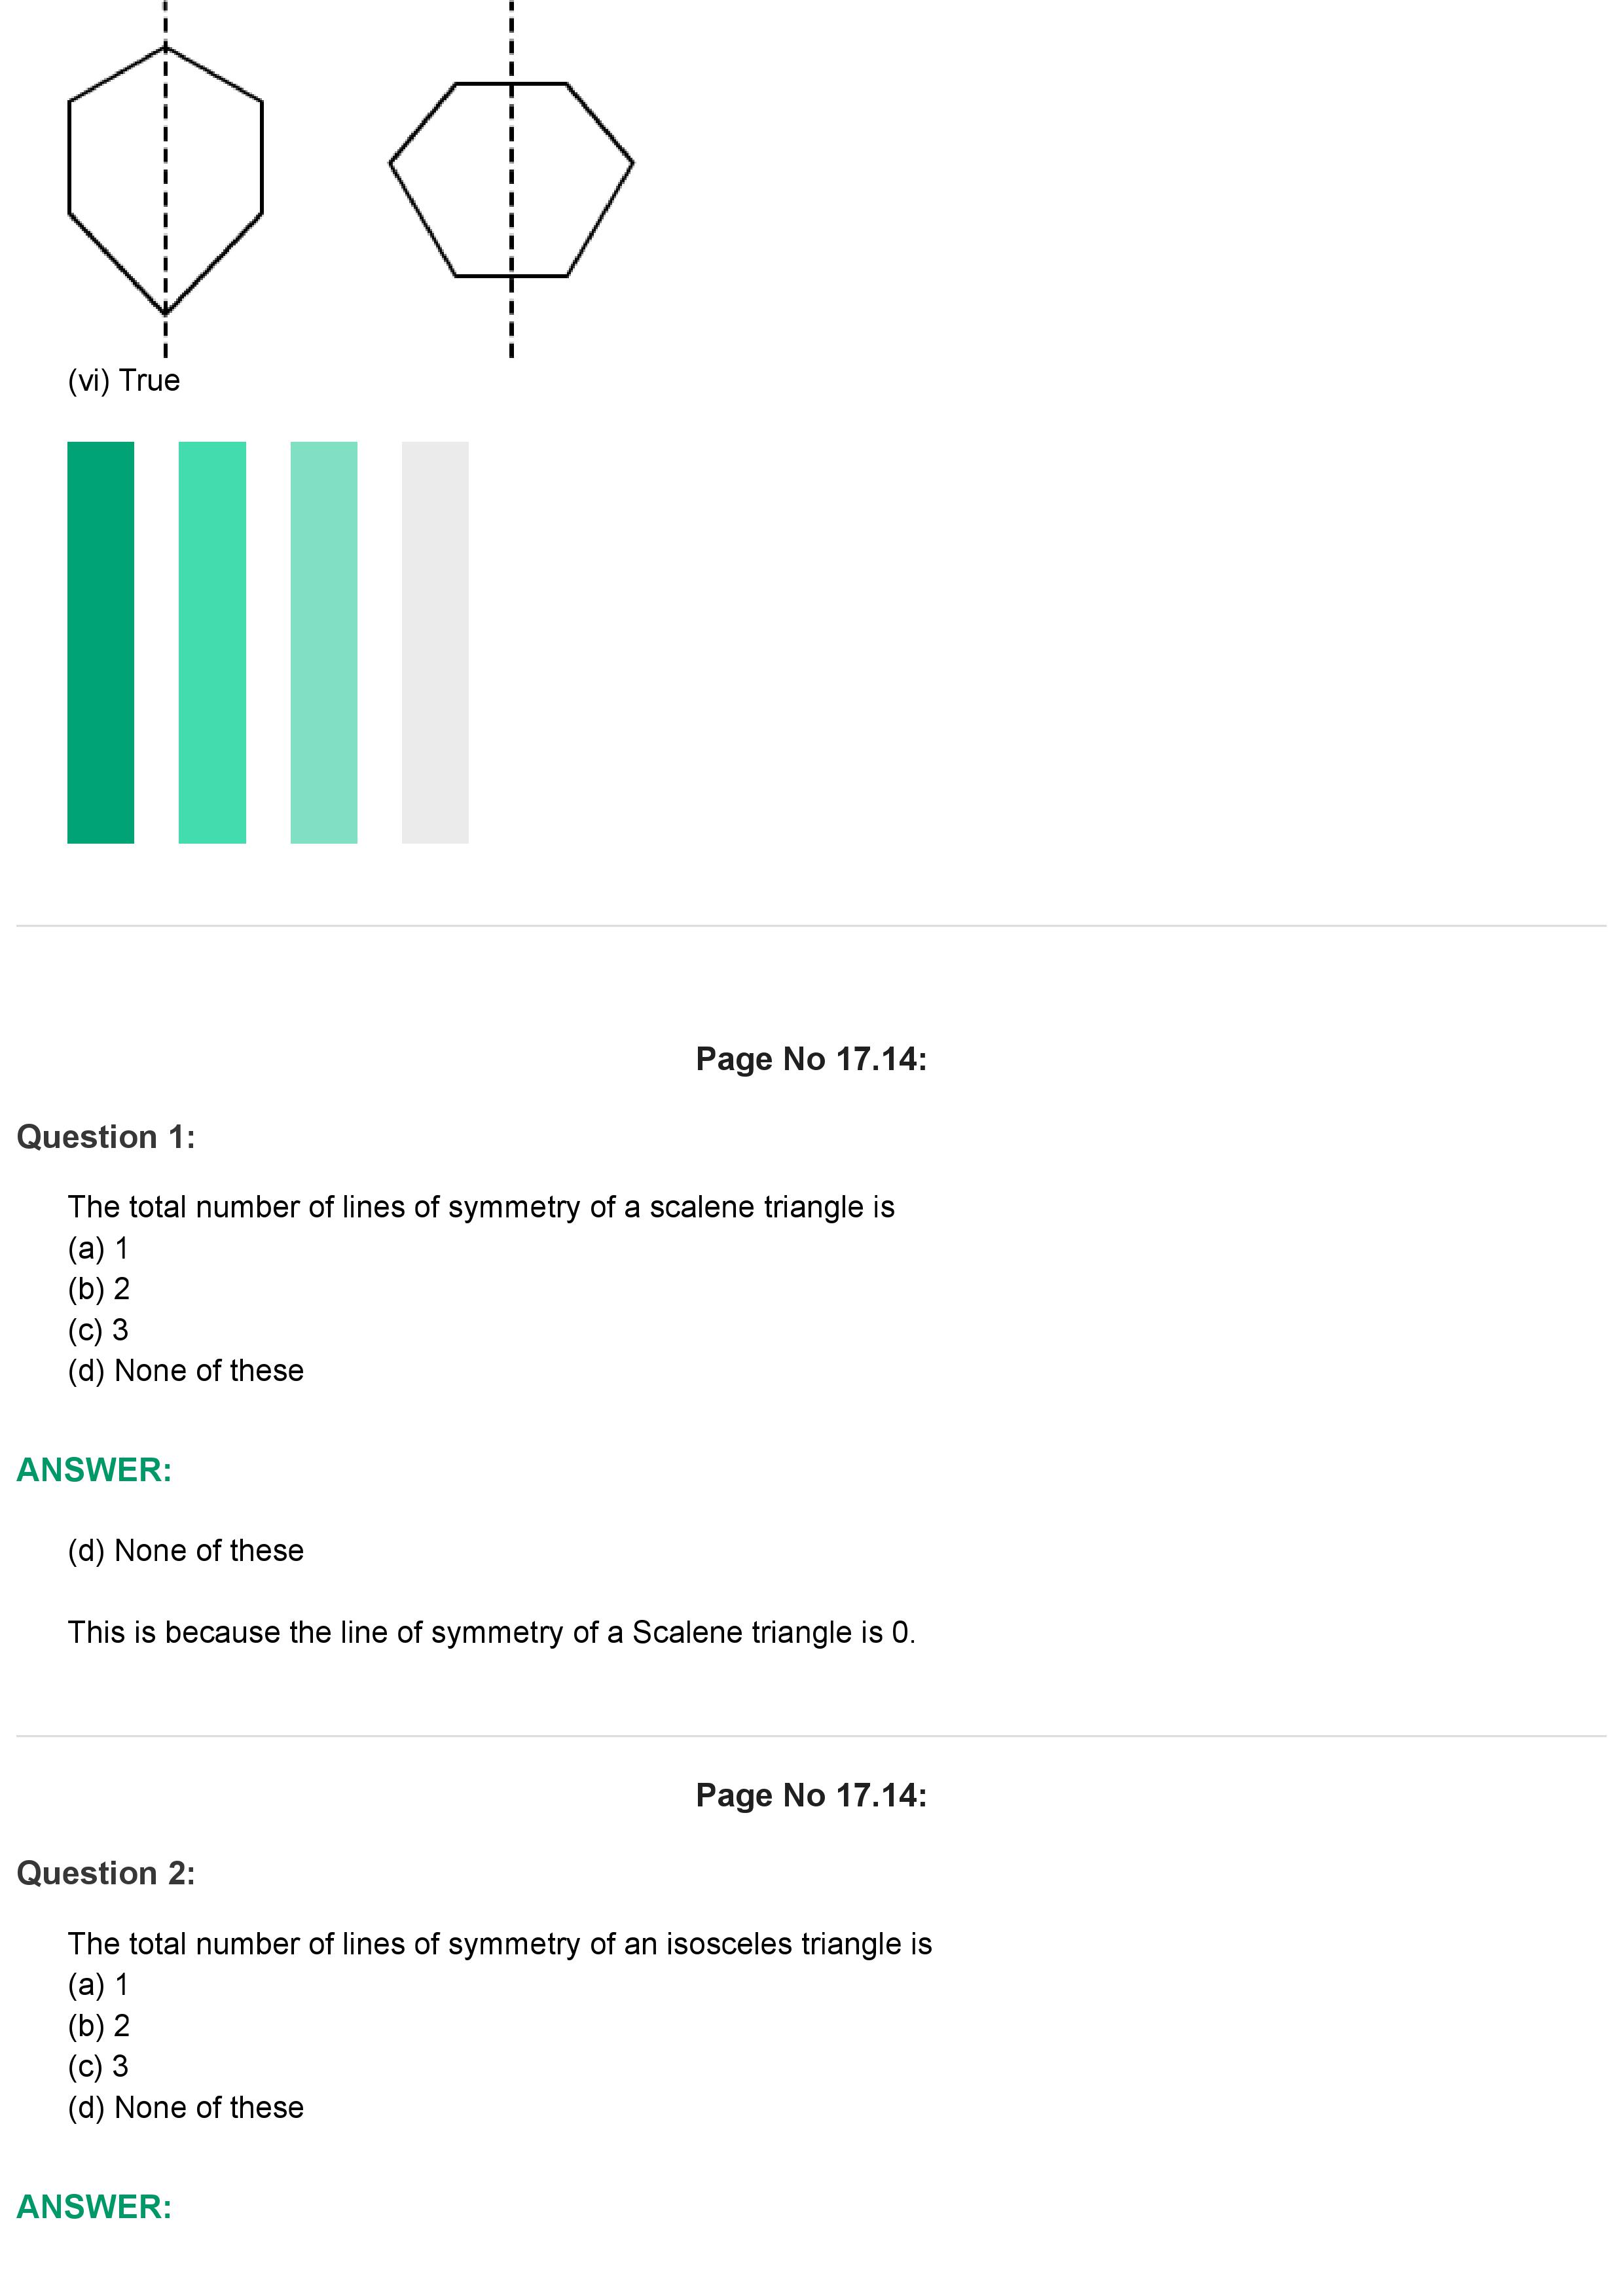 (vi) True
Page No 17.14:
Question 1:
The total number of lines of symmetry of a scalene triangle is
(a) 1
(b) 2
(c) 3
(d) None of these
ANSWER:
(d) None of these
This is because the line of symmetry of a Scalene triangle is 0.
Page No 17.14:
Question 2:
The total number of lines of symmetry of an isosceles triangle is
(a) 1
(b) 2
(c) 3
(d) None of these
ANSWER: